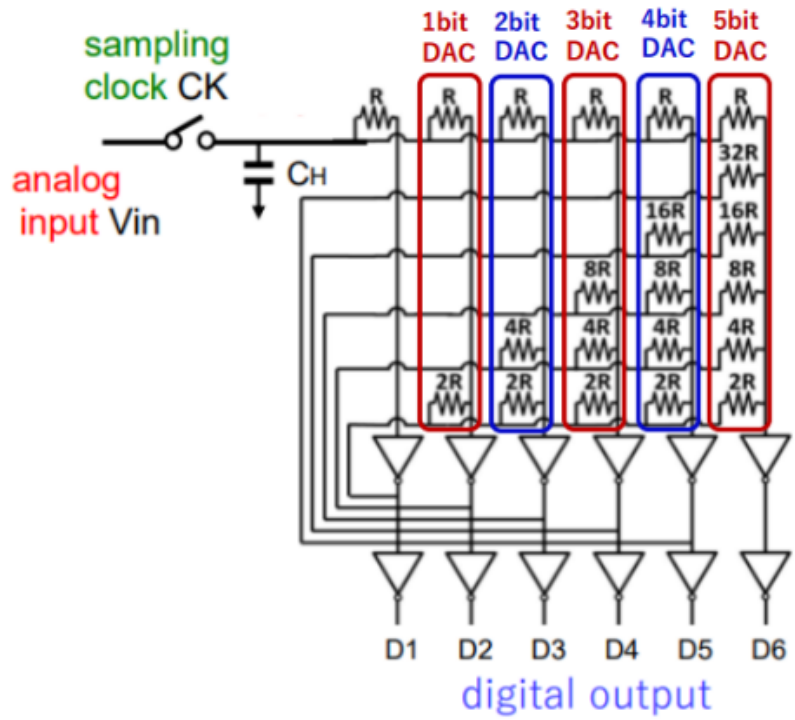 1bit 2bit 3bit 4bit 5bit
DAC DAC DAC DAC DAC
sampling
clock CK
R R R R R R
32R
CH
analog
input Vin
16R 16R
8R 8R 8R
4R 4R 4R 4R
2R 2R 2R 2R 2R
D1 D2 D3 D4 D5 D6
digital output